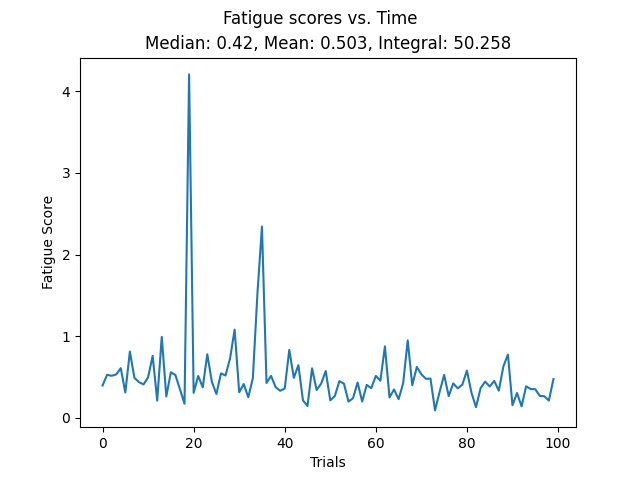 Fatigue scores vs. Time
Median: 0.42, Mean: 0.503, Integral: 50.258
4
3
2
1
0
Fatigue Score
0 20 40 60 80 100
Trials